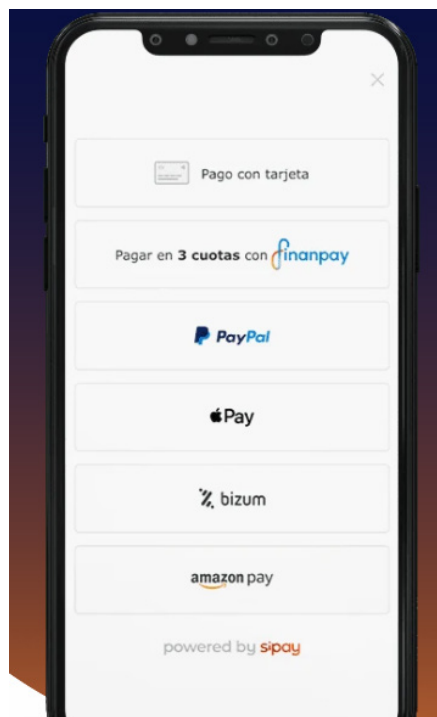 Pago con tarjeta
Pagar en 3 cuotas con finanpay
PayPal
Pay
bizum
amazon pay
powered by sipay